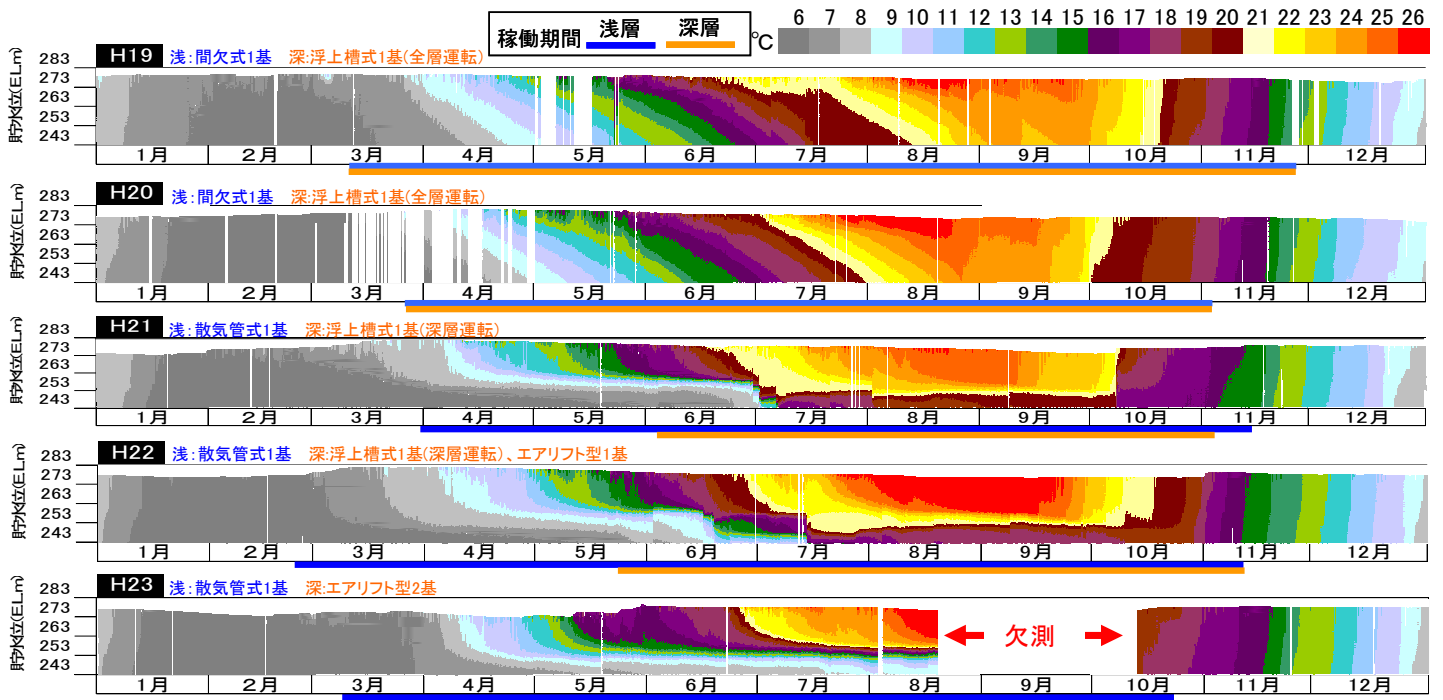 稼働期間 浅層 深層
℃ 6 7 8 9 10 11 12 13 14 15 16 17 18 19 20 21 22 23 24 25 26
H19 浅:間欠式1基 深:浮上槽式1基(全層運転)
貯水位(EL.m)
283
273
263
253
243
1月 2月 3月 4月 5月 6月 7月 8月 9月 10月 11月 12月
H20 浅:間欠式1基 深:浮上槽式1基(全層運転)
貯水位(EL.m)
283
273
263
253
243
1月 2月 3月 4月 5月 6月 7月 8月 9月 10月 11月 12月
H21 浅:散気管式1基 深:浮上槽式1基(深層運転)
貯水位(EL.m)
283
273
263
253
243
1月 2月 3月 4月 5月 6月 7月 8月 9月 10月 11月 12月
H22 浅:散気管式1基 深:浮上槽式1基(深層運転)、エアリフト型1基
貯水位(EL.m)
283
273
263
253
243
1月 2月 3月 4月 5月 6月 7月 8月 9月 10月 11月 12月
H23 浅:散気管式1基 深:エアリフト型2基
貯水位(EL.m)
283
273
263
253
243
欠測
1月 2月 3月 4月 5月 6月 7月 8月 9月 10月 11月 12月